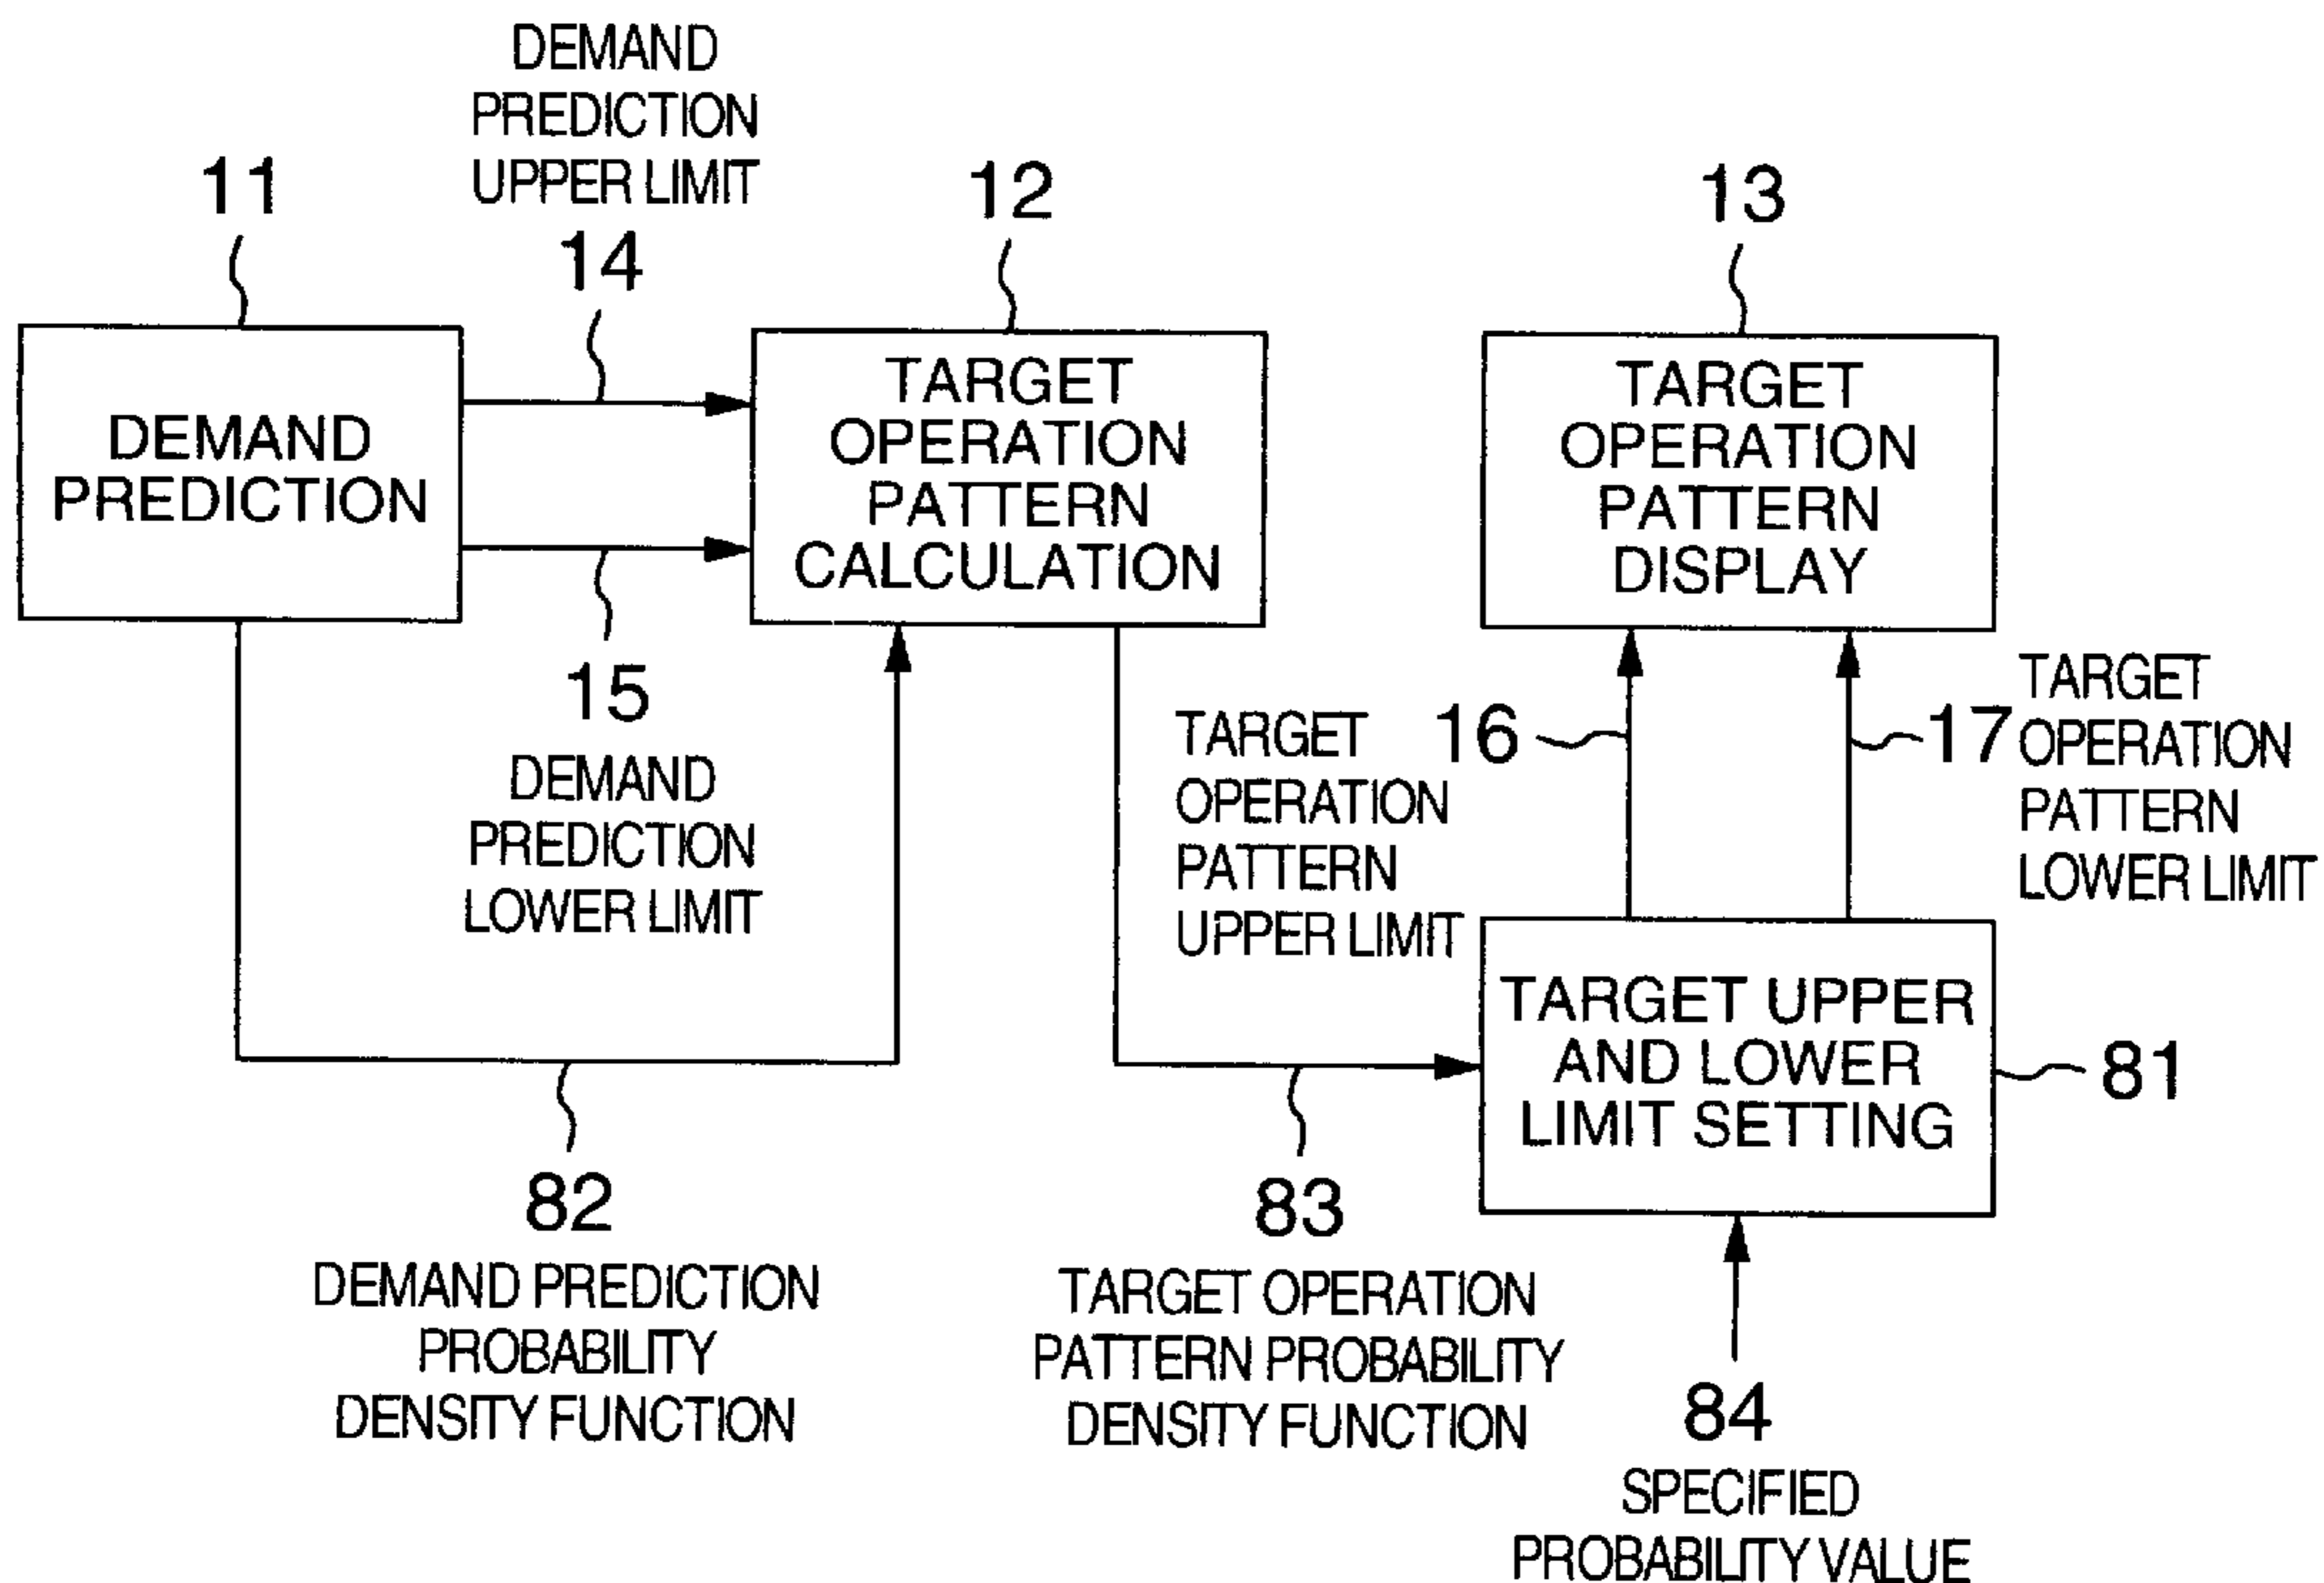 DEMAND
PREDICTION
UPPER LIMIT
11
14
12
13
DEMAND
PREDICTION
TARGET
OPERATION
PATTERN
CALCULATION
TARGET
OPERATION
PATTERN
DISPLAY
15
DEMAND
PREDICTION
LOWER LIMIT
TARGET
OPERATION
PATTERN
UPPER LIMIT
16
17
TARGET
OPERATION
PATTERN
LOWER LIMIT
TARGET UPPER
AND LOWER
LIMIT SETTING
81
82
DEMAND PREDICTION
PROBABILITY
DENSITY FUNCTION
83
TARGET OPERATION
PATTERN PROBABILITY
DENSITY FUNCTION
84
SPECIFIED
PROBABILITY VALUE